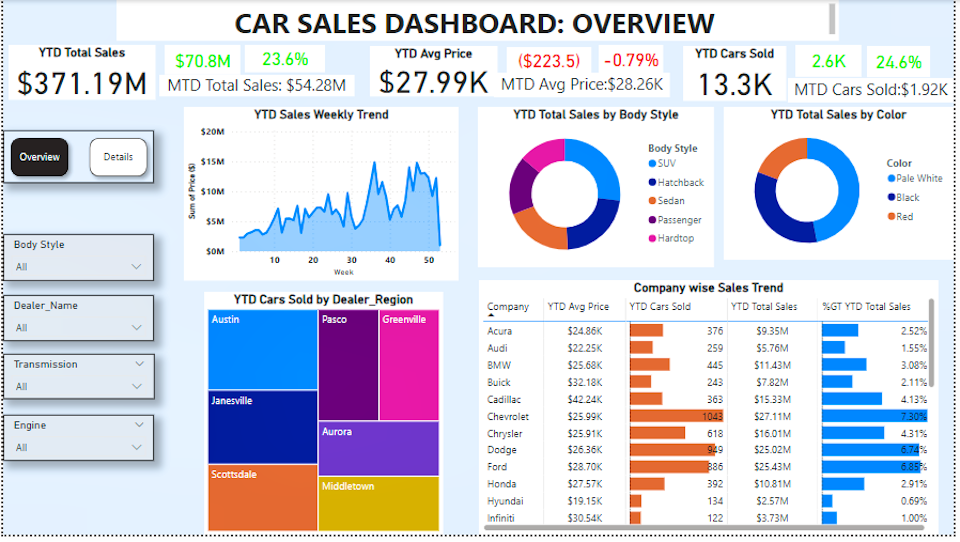 CAR SALES DASHBOARD: OVERVIEW
YTD Total Sales
$371.19M
$70.8M 23.6%
MTD Total Sales: $54.28M
YTD Avg Price
$27.99K
($223.5) -0.79%
MTD Avg Price:$28.26K
YTD Cars Sold
13.3K
2.6K 24.6%
MTD Cars Sold:$1.92K
Overview
Details
Body Style
All
Dealer_Name
All
Transmission
All
Engine
All
YTD Sales Weekly Trend
Sum of Price ($)
$20M
$15M
$10M
$5M
$0M
10 20 30 40 50
Week
YTD Total Sales by Body Style
Body Style
SUV
Hatchback
Sedan
Passenger
Hardtop
YTD Total Sales by Color
Color
Pale White
Black
Red
YTD Cars Sold by Dealer_Region
Austin
Janesville
Scottsdale
Pasco
Greenville
Aurora
Middletown
Company wise Sales Trend
Company YTD Avg Price YTD Cars Sold YTD Total Sales %GT YTD Total Sales
Acura $24.86K 376 $9.35M 2.52%
Audi $22.25K 259 $5.76M 1.55%
BMW $25.68K 445 $11.43M 3.08%
Buick $32.18K 243 $7.82M 2.11%
Cadillac $42.24K 363 $15.33M 4.13%
Chevrolet $25.99K 1043 $27.11M 7.30%
Chrysler $25.91K 618 $16.01M 4.31%
Dodge $26.36K 949 $25.02M 6.74%
Ford $28.70K 886 $25.43M 6.85%
Honda $27.57K 392 $10.81M 2.91%
Hyundai $19.15K 134 $2.57M 0.69%
Infiniti $30.54K 122 $3.73M 1.00%